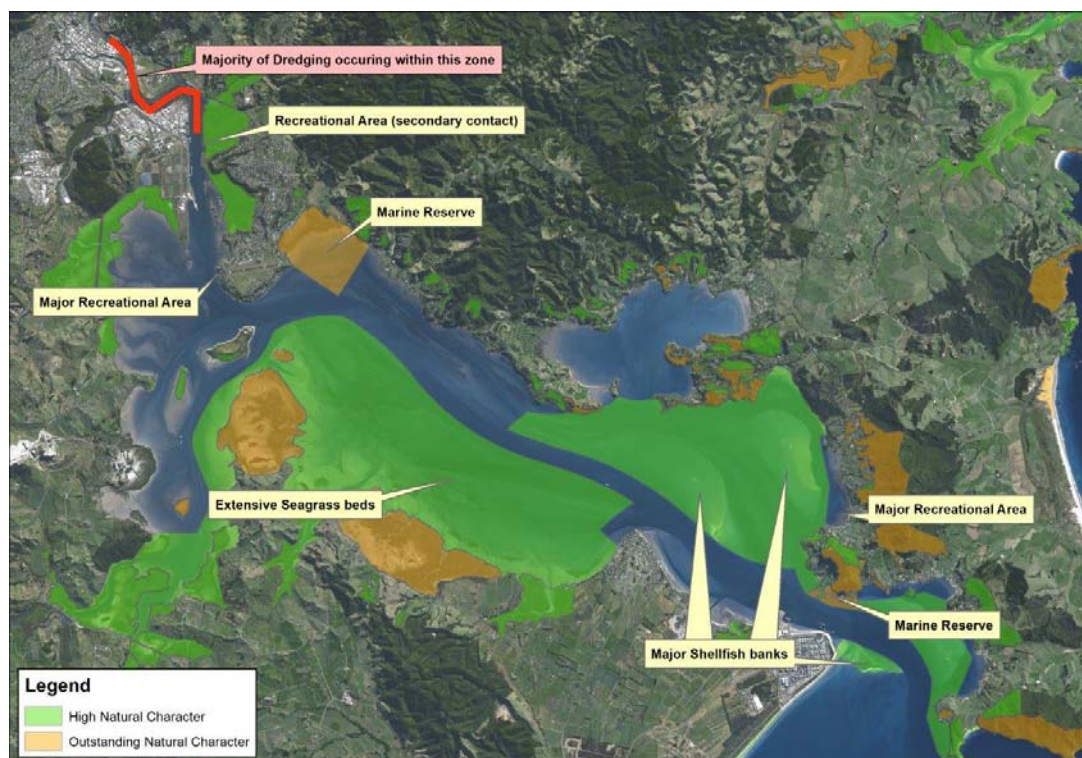 Majority of Dredging occuring within this zone
Recreational Area (secondary contact)
Marine Reserve
Major Recreational Area
Extensive Seagrass beds
Major Recreational Area
Marine Reserve
Major Shellfish banks
Legend
High Natural Character
Outstanding Natural Character